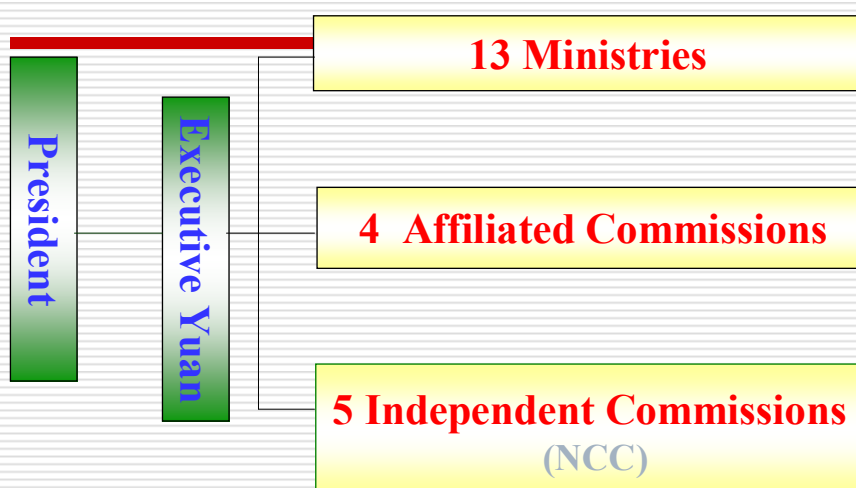 President
Executive Yuan
13 Ministries
4 Affiliated Commissions
5 Independent Commissions
(NCC)